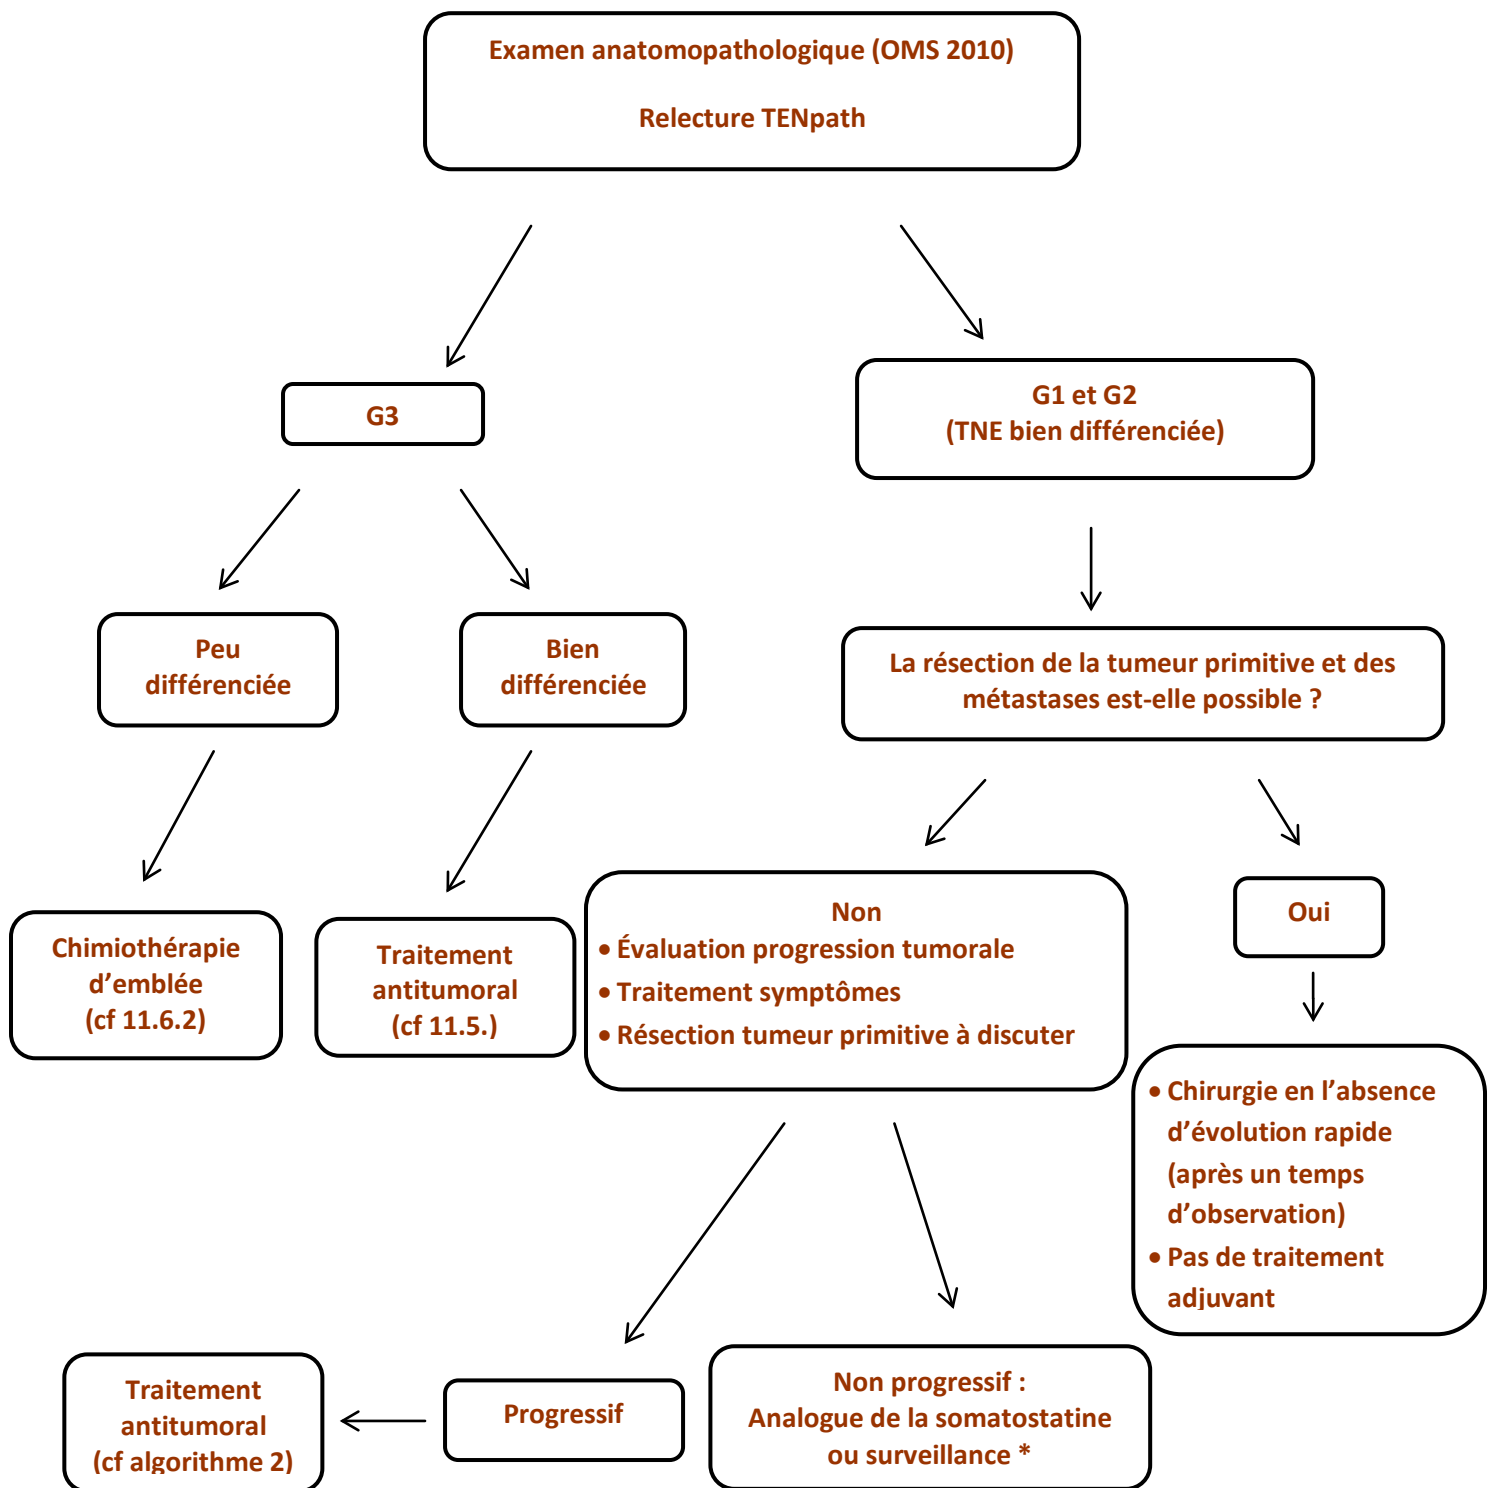 Examen anatomopathologique (OMS 2010)
Relecture TENpath
G3
G1 et G2
(TNE bien différenciée)
Peu
différenciée
Bien
différenciée
La résection de la tumeur primitive et des
métastases est-elle possible ?
Chimiothérapie
d’emblée
(cf 11.6.2)
Traitement
antitumoral
(cf 11.5.)
Non
• Évaluation progression tumorale
• Traitement symptômes
• Résection tumeur primitive à discuter
Oui
• Chirurgie en l’absence
d’évolution rapide
(après un temps
d’observation)
• Pas de traitement
adjuvant
Traitement
antitumoral
(cf algorithme 2)
Progressif
Non progressif :
Analogue de la somatostatine
ou surveillance *